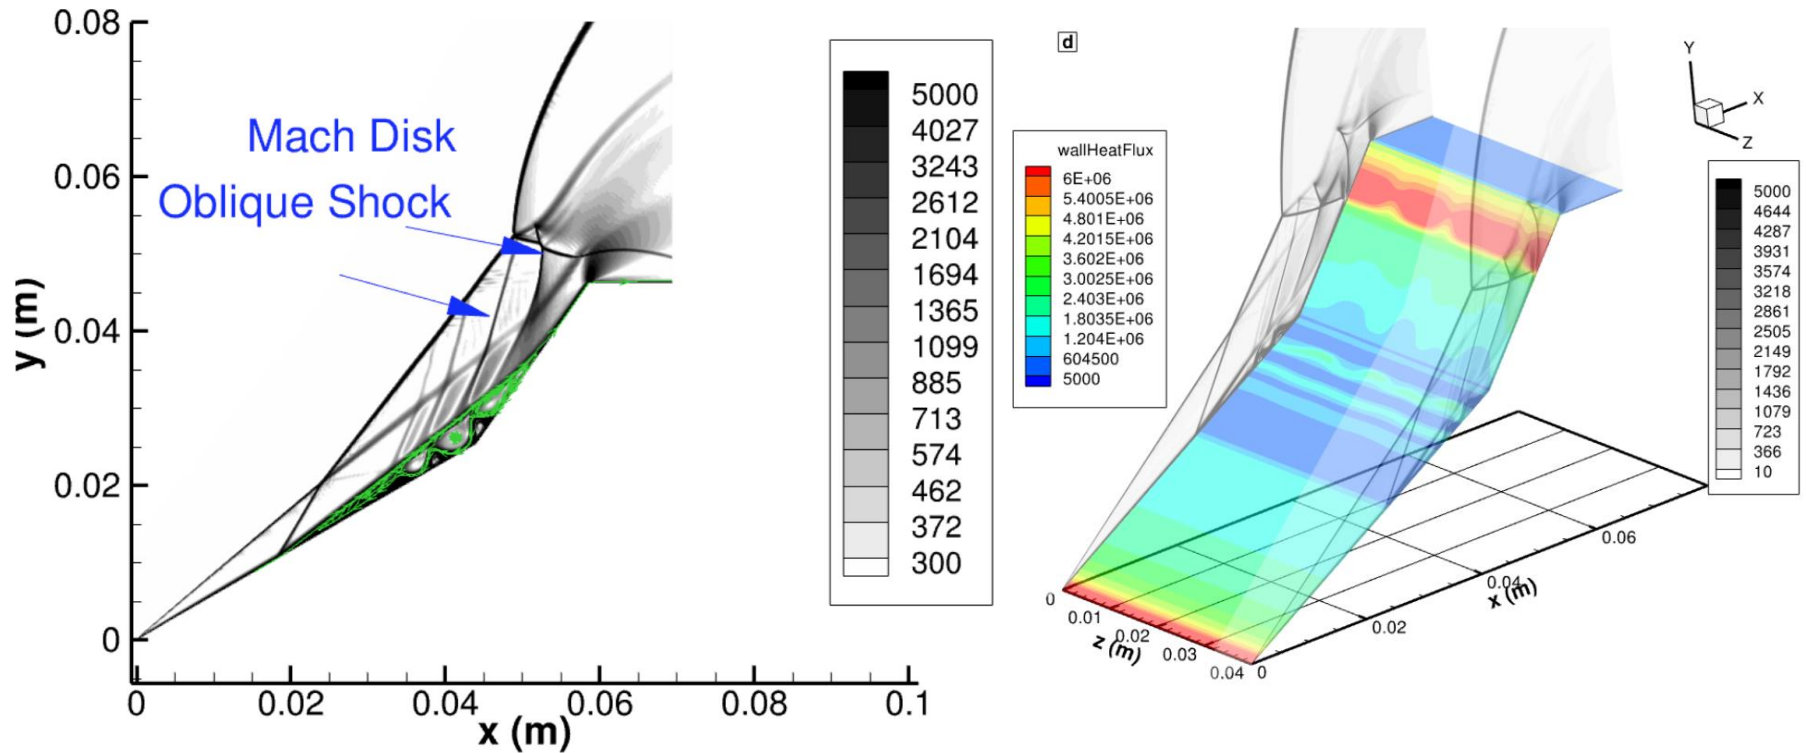 0.08
0.06
0.04
0.02
0
y (m)
0
0.02
0.04
0.06
0.08
0.1
x (m)
Mach Disk
Oblique Shock
5000
4027
3243
2612
2104
1694
1365
1099
885
713
574
462
372
300
d
wallHeatFlux
6E+06
5.4005E+06
4.801E+06
4.2015E+06
3.602E+06
3.0025E+06
2.403E+06
1.8035E+06
1.204E+06
604500
5000
Y
X
Z
5000
4644
4287
3931
3574
3218
2861
2505
2149
1792
1436
1079
723
366
10
0
0.01
0.02
0.03
0.04
z (m)
0
0.02
0.04
0.06
x (m)